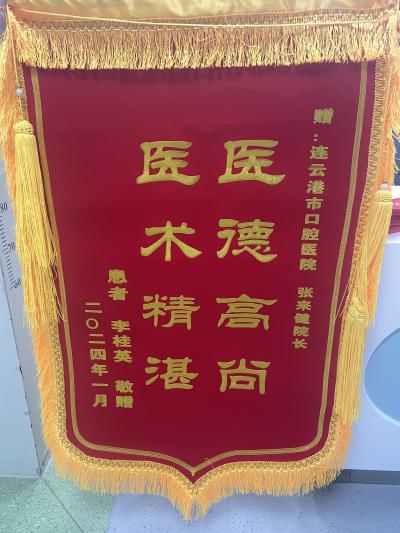 赠：连云港市口腔医院 张来健院长
医德高尚
医术精湛
患者 李桂英 敬赠
二〇二四年一月